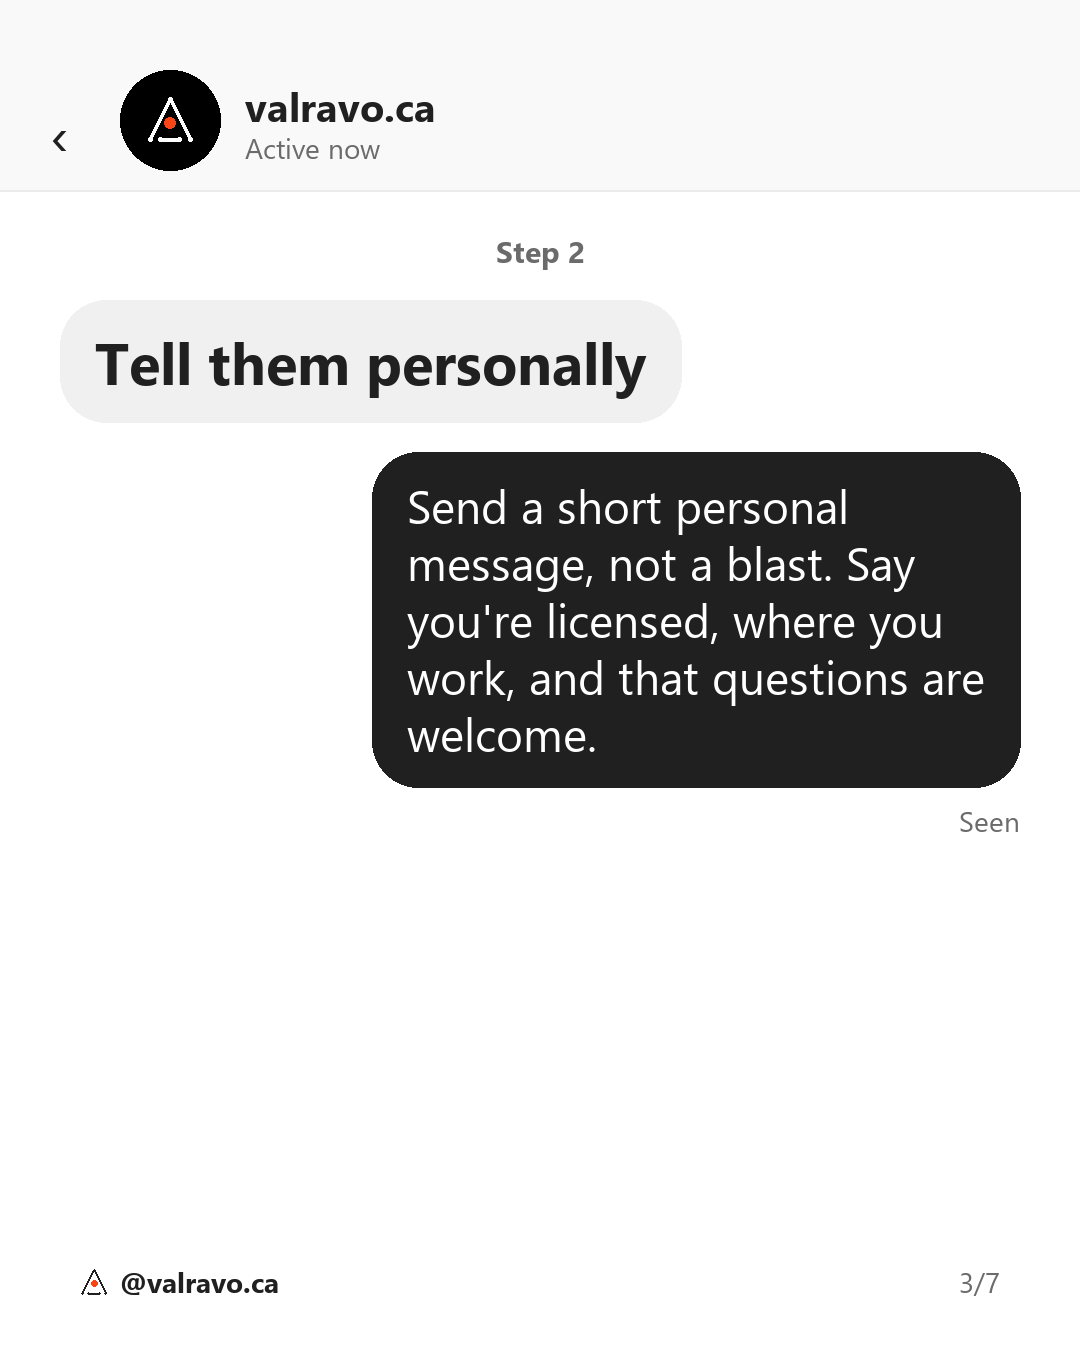 valravo.ca
Active now
Step 2
Tell them personally
Send a short personal
message, not a blast. Say
you're licensed, where you
work, and that questions are
welcome.
Seen
@valravo.ca
3/7